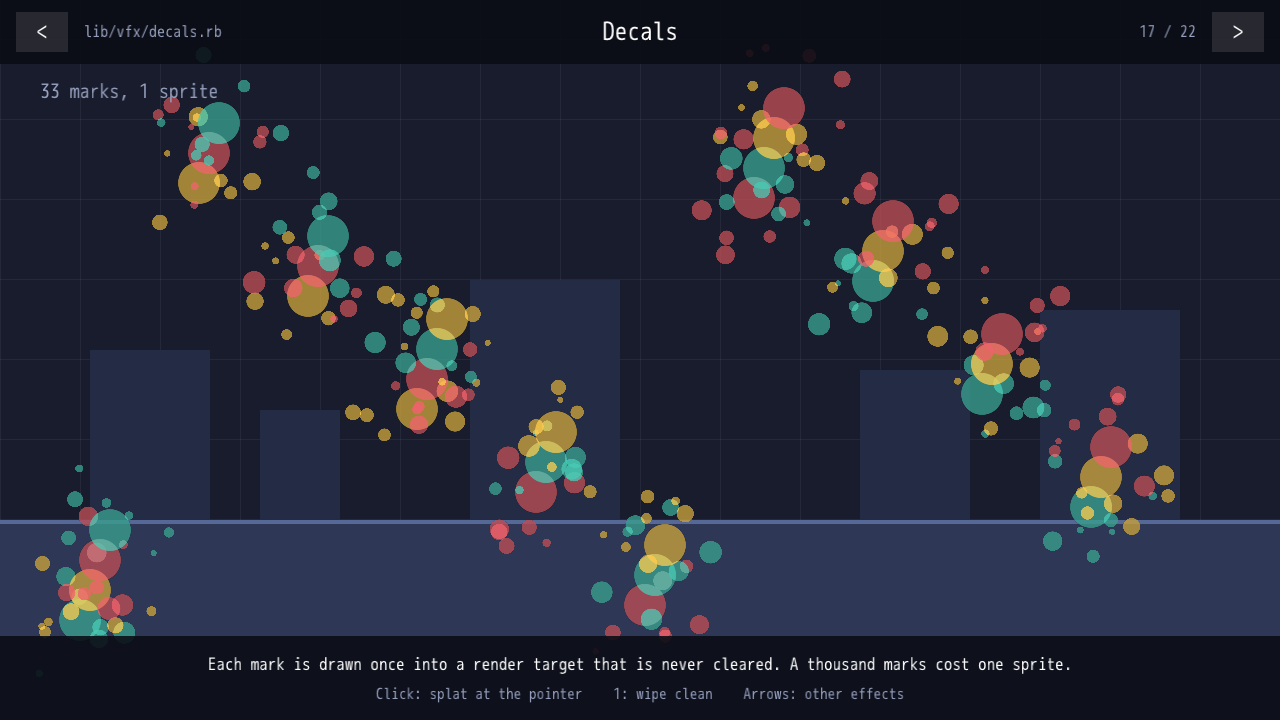 <
lib/vfx/decals.rb
Decals
17 / 22
>
33 marks, 1 sprite
Each mark is drawn once into a render target that is never cleared. A thousand marks cost one sprite.
Click: splat at the pointer    1: wipe clean    Arrows: other effects